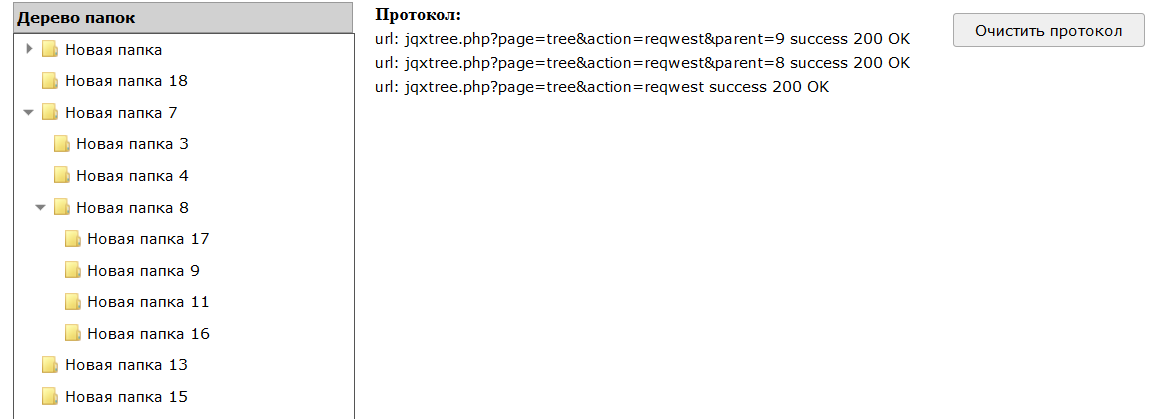 Дерево папок
Новая папка
Новая папка 18
Новая папка 7
Новая папка 3
Новая папка 4
Новая папка 8
Новая папка 17
Новая папка 9
Новая папка 11
Новая папка 16
Новая папка 13
Новая папка 15
Протокол:
url: jqxtree.php?page=tree&action=reqwest&parent=9 success 200 OK
url: jqxtree.php?page=tree&action=reqwest&parent=8 success 200 OK
url: jqxtree.php?page=tree&action=reqwest success 200 OK
Очистить протокол